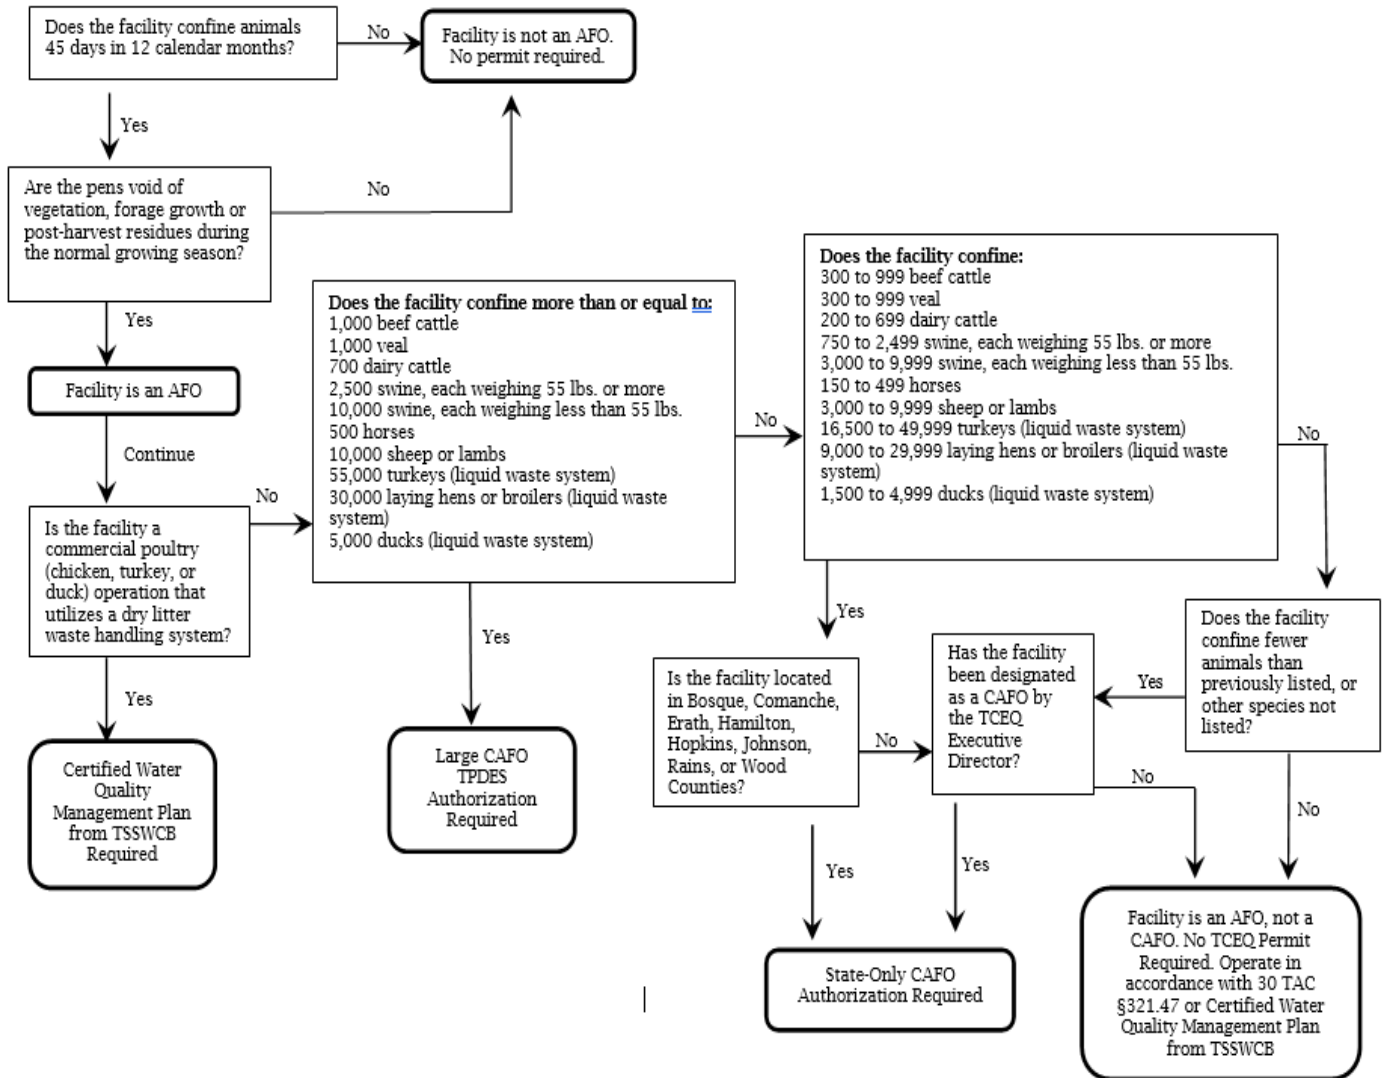 Does the facility confine animals
45 days in 12 calendar months?
No
Facility is not an AFO.
No permit required.
Yes
Are the pens void of
vegetation, forage growth or
post-harvest residues during
the normal growing season?
No
Yes
Facility is an AFO
Continue
Is the facility a
commercial poultry
(chicken, turkey, or
duck) operation that
utilizes a dry litter
waste handling system?
No
Yes
Certified Water
Quality
Management Plan
from TSSWCB
Required
Does the facility confine more than or equal to:
1,000 beef cattle
1,000 veal
700 dairy cattle
2,500 swine, each weighing 55 lbs. or more
10,000 swine, each weighing less than 55 lbs.
500 horses
10,000 sheep or lambs
55,000 turkeys (liquid waste system)
30,000 laying hens or broilers (liquid waste
system)
5,000 ducks (liquid waste system)
No
Yes
Large CAFO
TPDES
Authorization
Required
Does the facility confine:
300 to 999 beef cattle
300 to 999 veal
200 to 699 dairy cattle
750 to 2,499 swine, each weighing 55 lbs. or more
3,000 to 9,999 swine, each weighing less than 55 lbs.
150 to 499 horses
3,000 to 9,999 sheep or lambs
16,500 to 49,999 turkeys (liquid waste system)
9,000 to 29,999 laying hens or broilers (liquid waste
system)
1,500 to 4,999 ducks (liquid waste system)
No
Yes
Is the facility located
in Bosque, Comanche,
Erath, Hamilton,
Hopkins, Johnson,
Rains, or Wood
Counties?
No
Yes
Has the facility
been designated
as a CAFO by
the TCEQ
Executive
Director?
Yes
No
Yes
Does the facility
confine fewer
animals than
previously listed, or
other species not
listed?
No
State-Only CAFO
Authorization Required
Facility is an AFO, not a
CAFO. No TCEQ Permit
Required. Operate in
accordance with 30 TAC
§321.47 or Certified Water
Quality Management Plan
from TSSWCB